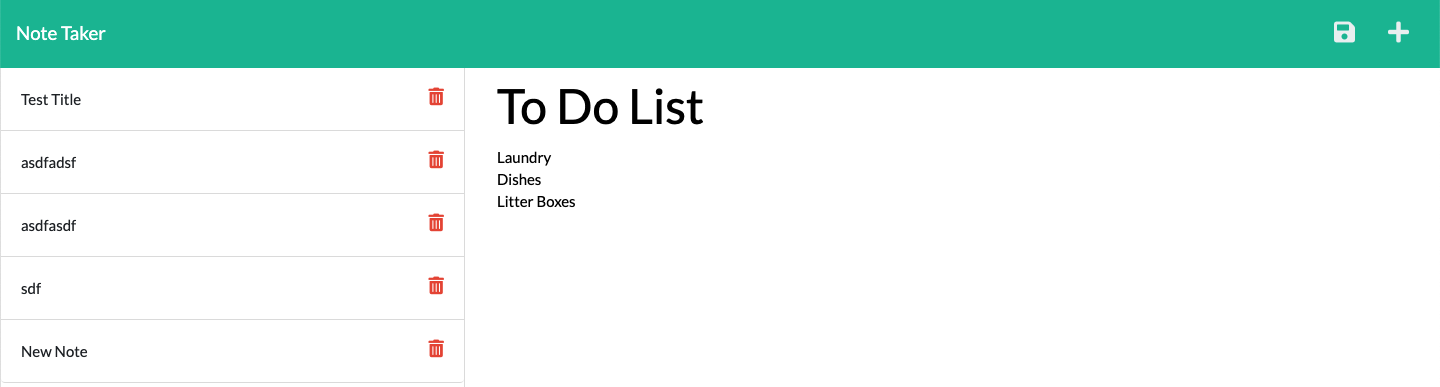 Note Taker
Test Title
asdfadsf
asdfasdf
sdf
New Note
To Do List
Laundry
Dishes
Litter Boxes